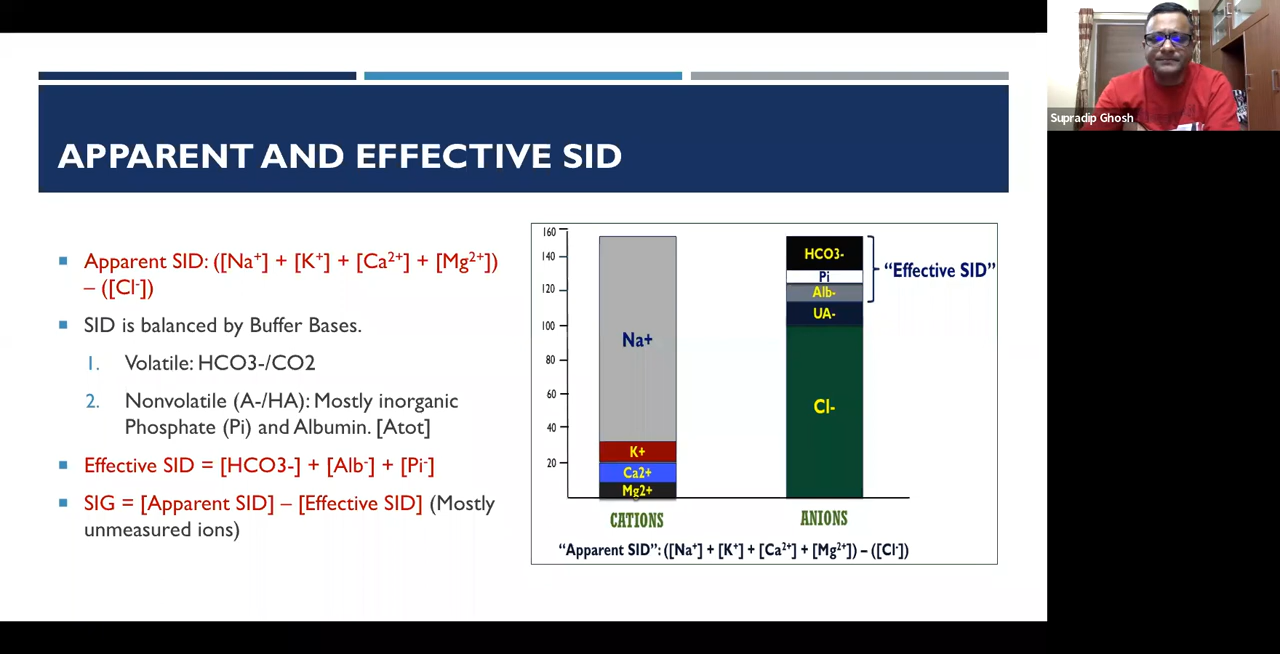 APPARENT AND EFFECTIVE SID
Apparent SID: ([Na⁺] + [K⁺] + [Ca²⁺] + [Mg²⁺])
– ([Cl⁻])
SID is balanced by Buffer Bases.
1. Volatile: HCO3-/CO2
2. Nonvolatile (A-/HA): Mostly inorganic
Phosphate (Pi) and Albumin. [Atot]
Effective SID = [HCO3-] + [Alb⁻] + [Pi⁻]
SIG = [Apparent SID] – [Effective SID] (Mostly
unmeasured ions)
160
140
120
100
80
60
40
20
Na+
K+
Ca2+
Mg2+
CATIONS
HCO3-
Pi
Alb-
UA-
Cl-
ANIONS
"Effective SID"
"Apparent SID": ([Na⁺] + [K⁺] + [Ca²⁺] + [Mg²⁺]) – ([Cl⁻])
Supradip Ghosh